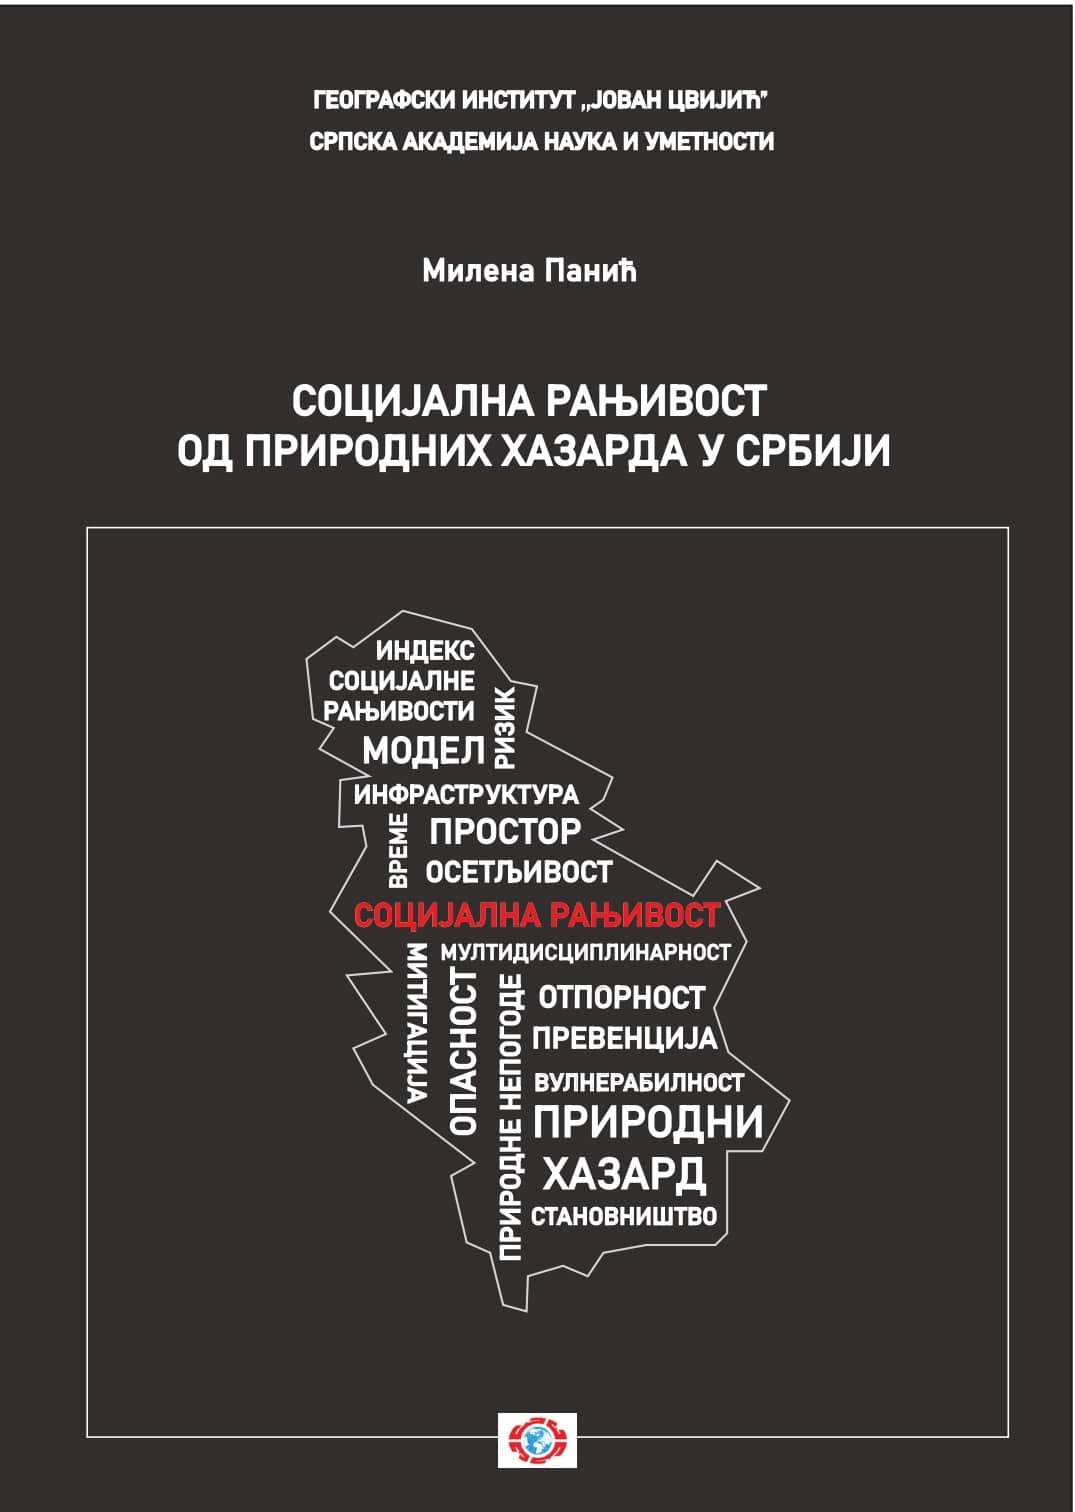 ГЕОГРАФСКИ ИНСТИТУТ ,,ЈОВАН ЦВИЈИЋ"
СРПСКА АКАДЕМИЈА НАУКА И УМЕТНОСТИ
Милена Панић
СОЦИЈАЛНА РАЊИВОСТ
ОД ПРИРОДНИХ ХАЗАРДА У СРБИЈИ
ИНДЕКС
СОЦИЈАЛНЕ
РАЊИВОСТИ
РИЗИК
МОДЕЛ
ИНФРАСТРУКТУРА
ВРЕМЕ
ПРОСТОР
ОСЕТЉИВОСТ
СОЦИЈАЛНА РАЊИВОСТ
МИТИГАЦИЈА
МУЛТИДИСЦИПЛИНАРНОСТ
ОПАСНОСТ
ПРИРОДНЕ НЕПОГОДЕ
ОТПОРНОСТ
ПРЕВЕНЦИЈА
ВУЛНЕРАБИЛНОСТ
ПРИРОДНИ
ХАЗАРД
СТАНОВНИШТВО